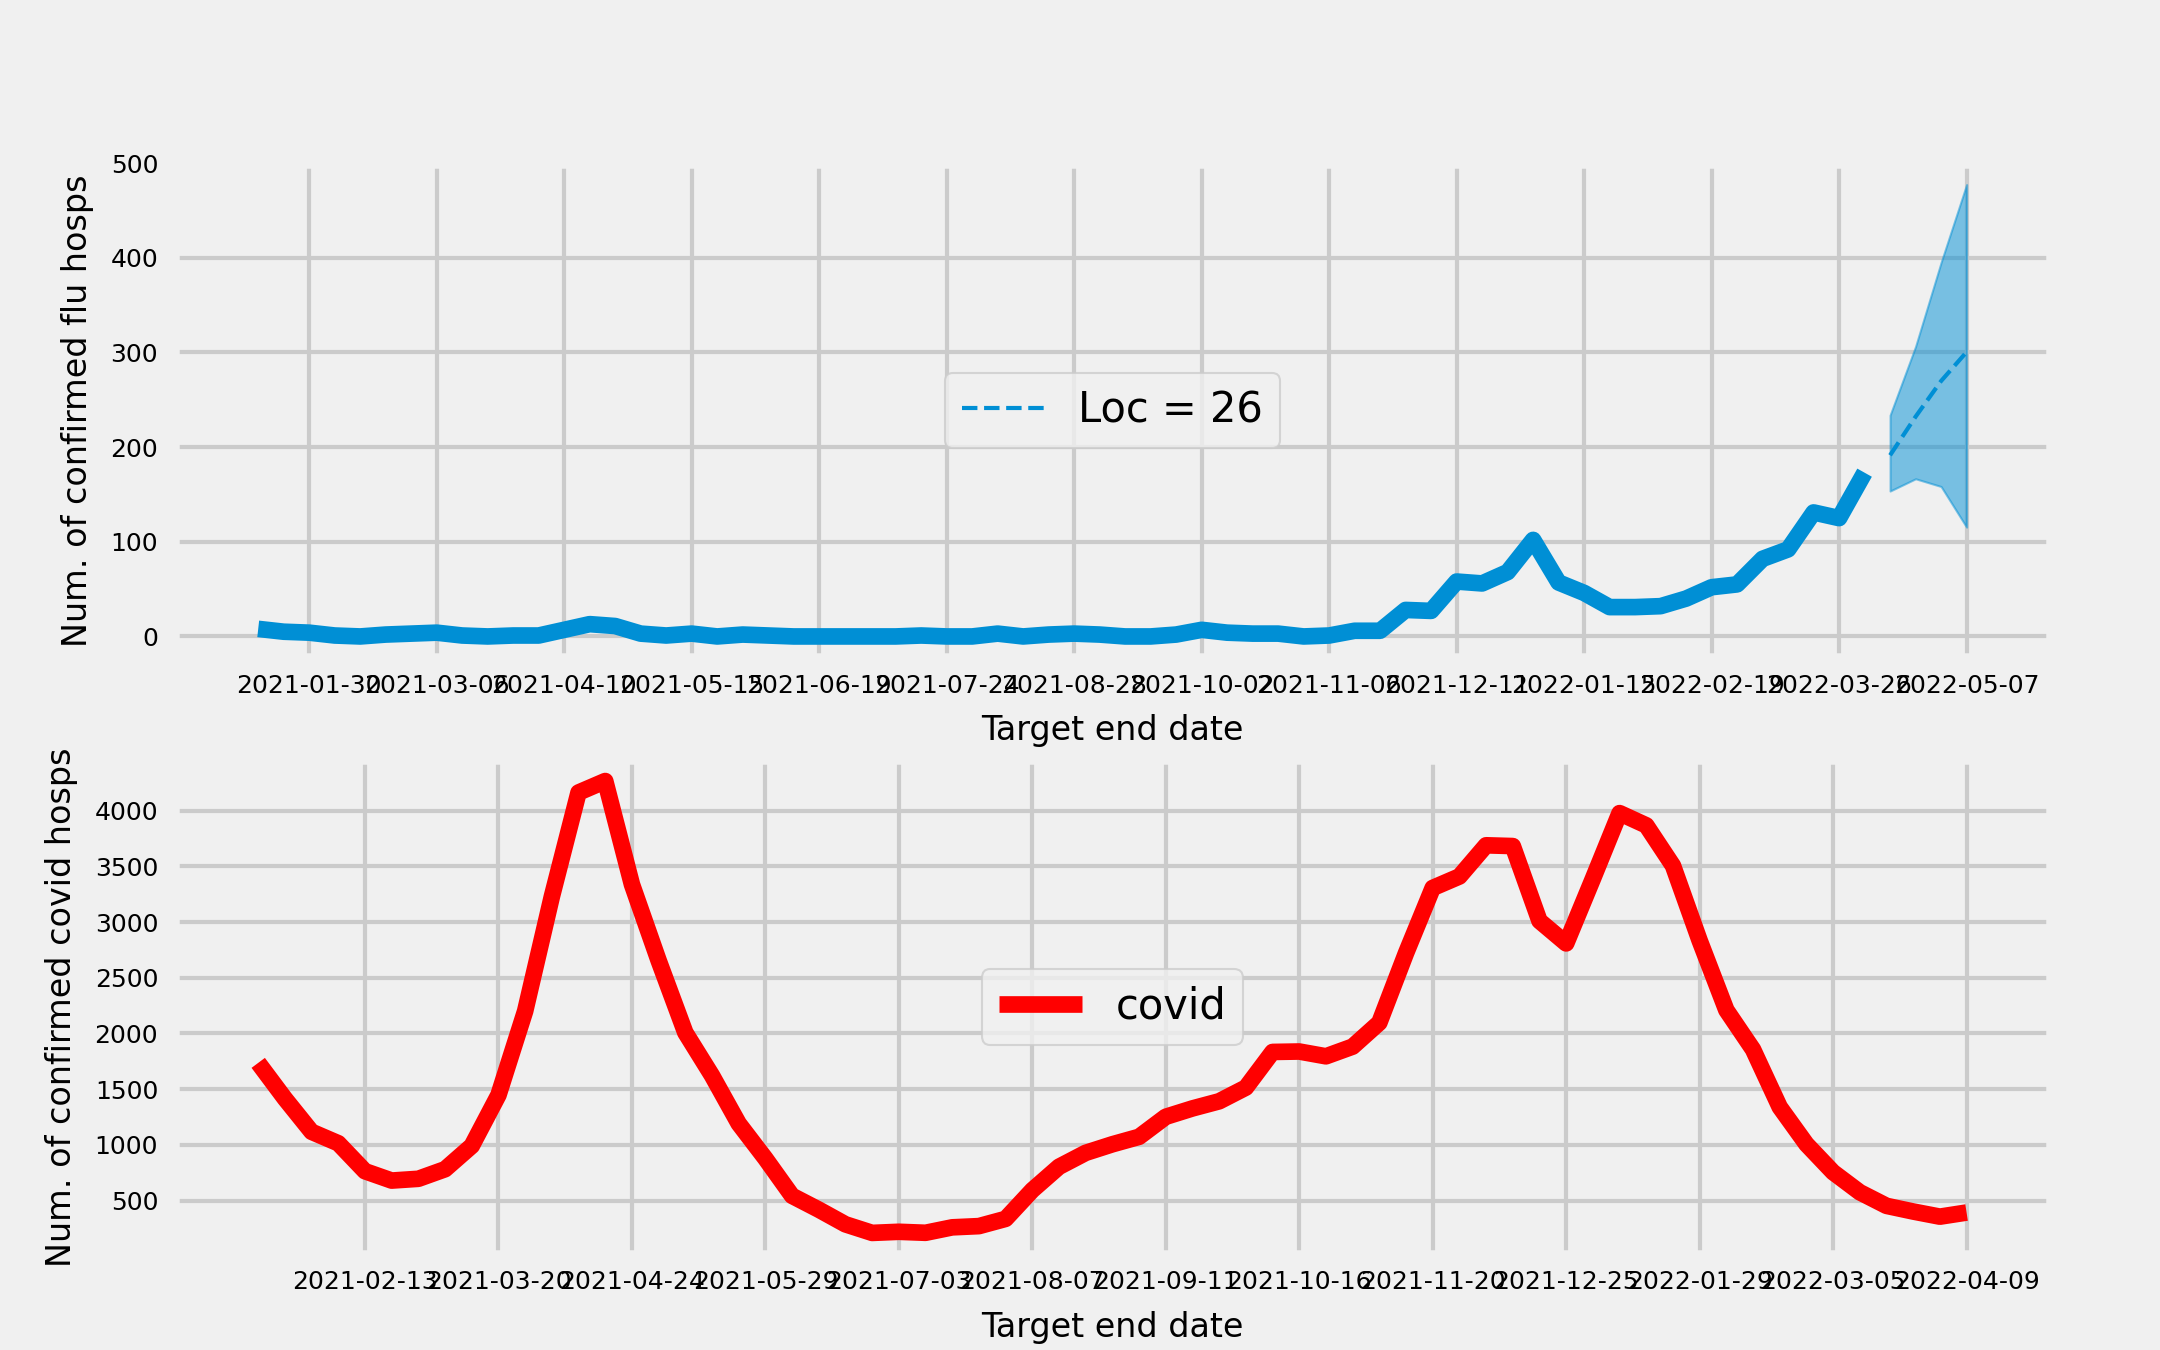 Num. of confirmed flu hosps
500
400
300
200
100
0
Loc = 26
2021-01-30 2021-03-06 2021-04-10 2021-05-15 2021-06-19 2021-07-24 2021-08-28 2021-10-02 2021-11-06 2021-12-11 2022-01-15 2022-02-19 2022-03-26 2022-05-07
Target end date
Num. of confirmed covid hosps
4000
3500
3000
2500
2000
1500
1000
500
covid
2021-02-13 2021-03-20 2021-04-24 2021-05-29 2021-07-03 2021-08-07 2021-09-11 2021-10-16 2021-11-20 2021-12-25 2022-01-29 2022-03-05 2022-04-09
Target end date